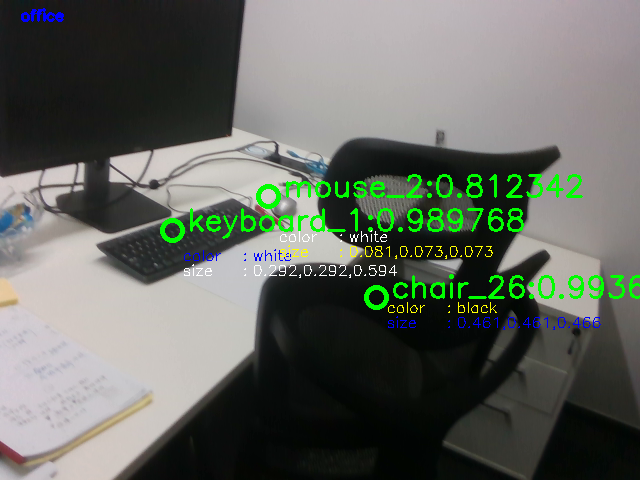 office
mouse_2:0.812342
keyboard_1:0.989768
color : white
size : 0.081,0.073,0.073
color : white
size : 0.292,0.292,0.594
chair_26:0.9936
color : black
size : 0.461,0.461,0.466